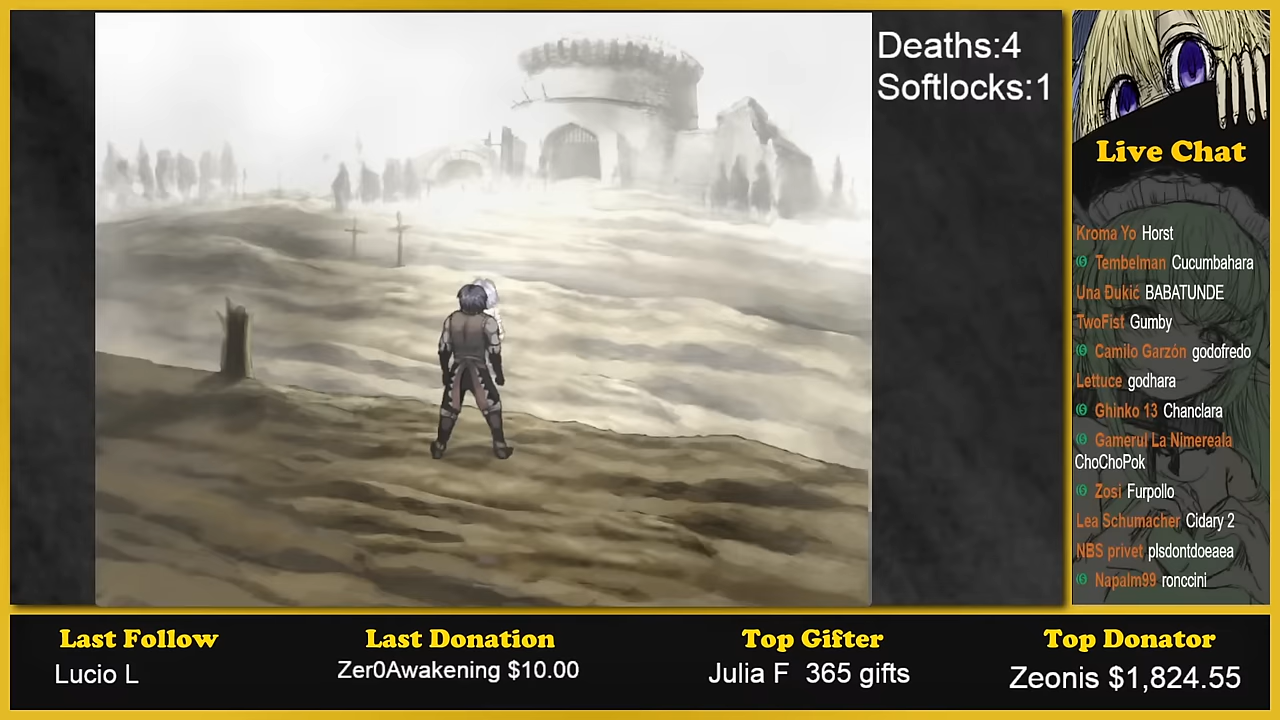 Deaths:4
Softlocks:1
Live Chat
Kroma Yo Horst
Tembelman Cucumbahara
Una Đukić BABATUNDE
TwoFist Gumby
Camilo Garzón godofredo
Lettuce godhara
Ghinko 13 Chanclara
Gamerul La Nimereala
ChoChoPok
Zosi Furpollo
Lea Schumacher Cidary 2
NBS privet plsdontdoeaea
Napalm99 ronccini
Last Follow
Lucio L
Last Donation
Zer0Awakening $10.00
Top Gifter
Julia F 365 gifts
Top Donator
Zeonis $1,824.55